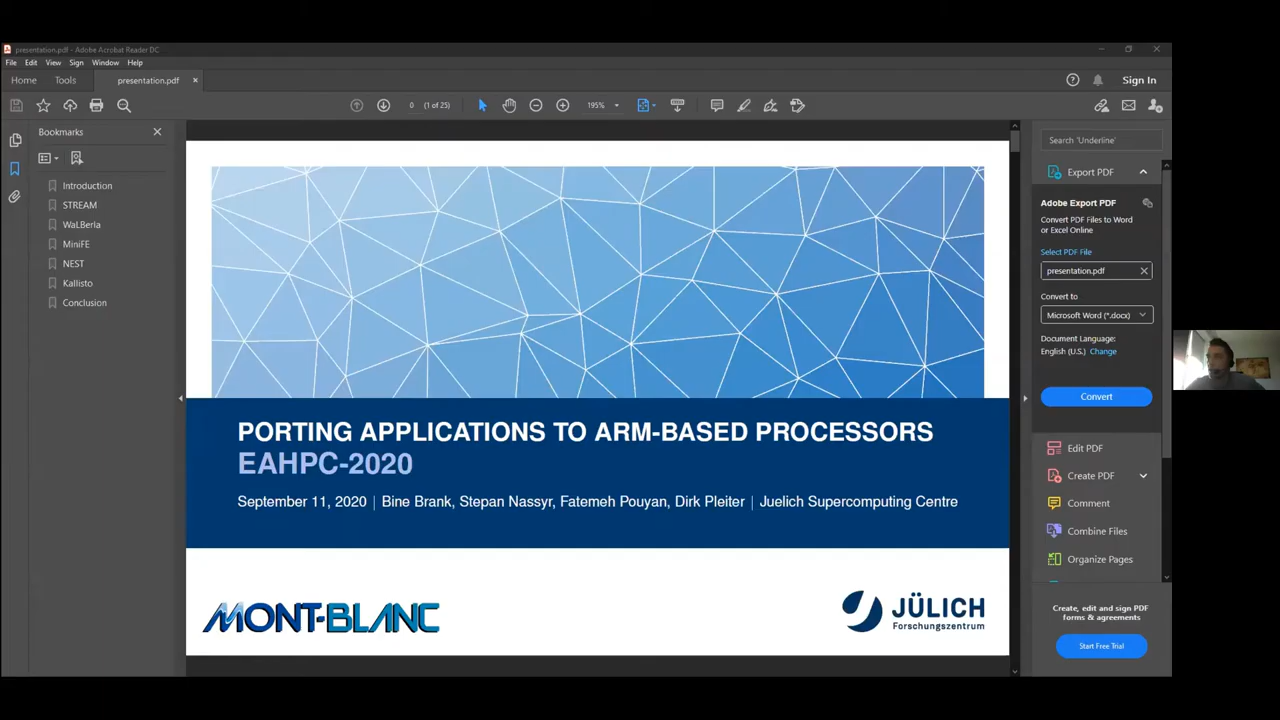 presentation.pdf - Adobe Acrobat Reader DC
File Edit View Sign Window Help
Home Tools presentation.pdf × Sign In
0 (1 of 25) 195%
Bookmarks
Introduction
STREAM
WaLBerla
MiniFE
NEST
Kallisto
Conclusion
PORTING APPLICATIONS TO ARM-BASED PROCESSORS
EAHPC-2020
September 11, 2020 | Bine Brank, Stepan Nassyr, Fatemeh Pouyan, Dirk Pleiter | Juelich Supercomputing Centre
MONT-BLANC
JÜLICH
Forschungszentrum
Search 'Underline'
Export PDF
Adobe Export PDF
Convert PDF Files to Word
or Excel Online
Select PDF File
presentation.pdf
Convert to
Microsoft Word (*.docx)
Document Language:
English (U.S.) Change
Convert
Edit PDF
Create PDF
Comment
Combine Files
Organize Pages
Create, edit and sign PDF
forms & agreements
Start Free Trial